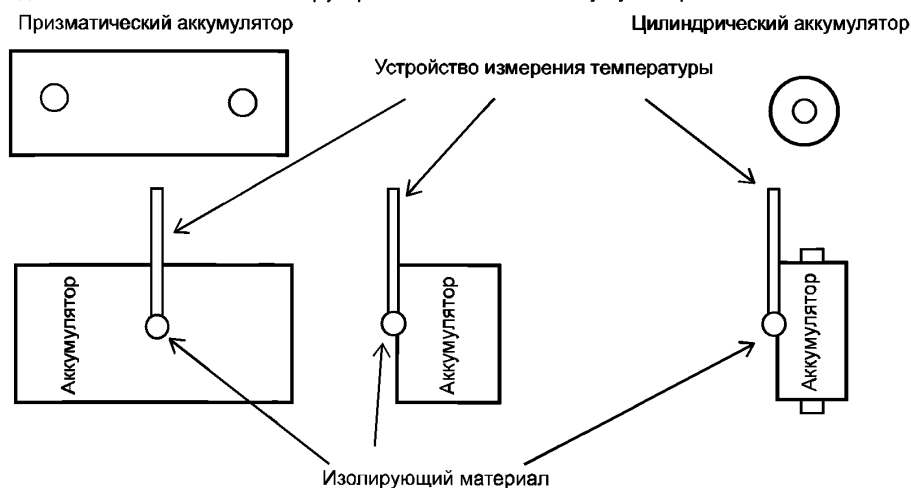 Призматический аккумулятор
Цилиндрический аккумулятор
Устройство измерения температуры
Аккумулятор
Аккумулятор
Аккумулятор
Изолирующий материал